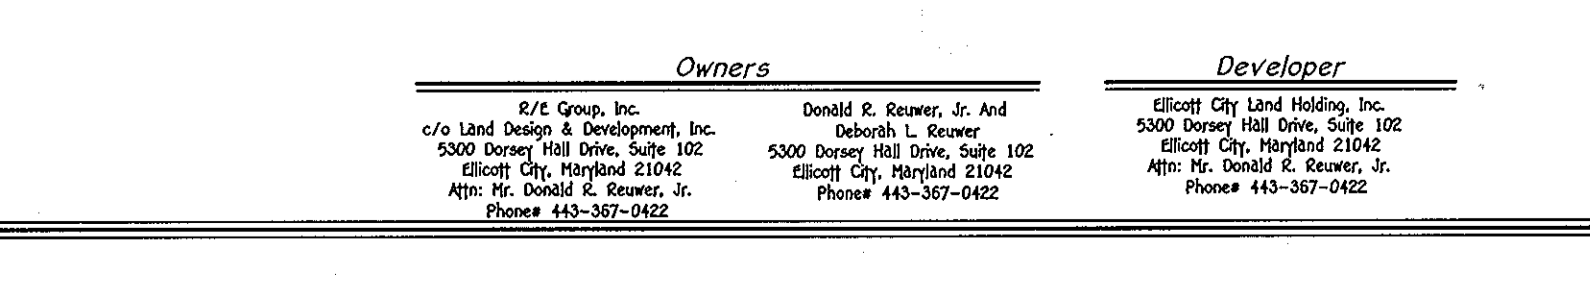 Owners
R/E Group, Inc.
c/o Land Design & Development, Inc.
5300 Dorsey Hall Drive, Suite 102
Ellicott City, Maryland 21042
Attn: Mr. Donald R. Reuwer, Jr.
Phone# 443-367-0422
Donald R. Reuwer, Jr. And
Deborah L. Reuwer
5300 Dorsey Hall Drive, Suite 102
Ellicott City, Maryland 21042
Phone# 443-367-0422
Developer
Ellicott City Land Holding, Inc.
5300 Dorsey Hall Drive, Suite 102
Ellicott City, Maryland 21042
Attn: Mr. Donald R. Reuwer, Jr.
Phone# 443-367-0422